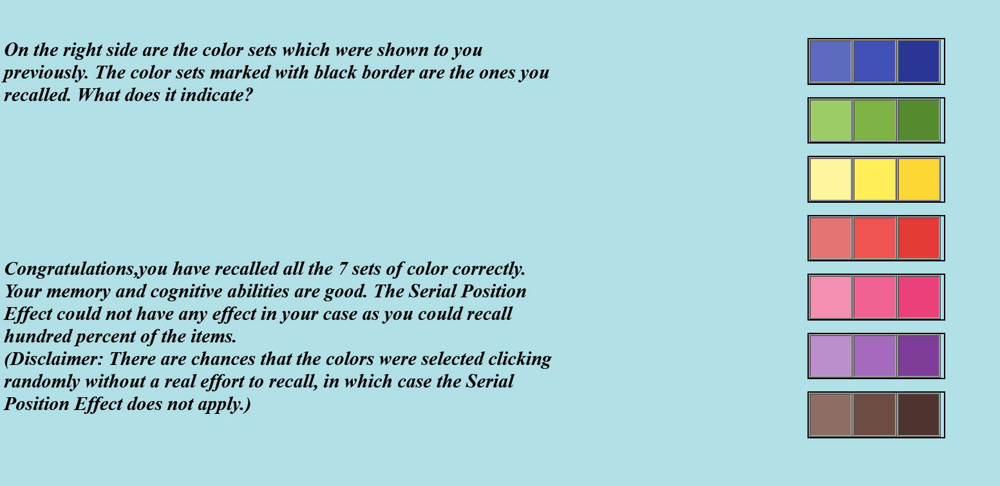 On the right side are the color sets which were shown to you
previously. The color sets marked with black border are the ones you
recalled. What does it indicate?
Congratulations,you have recalled all the 7 sets of color correctly.
Your memory and cognitive abilities are good. The Serial Position
Effect could not have any effect in your case as you could recall
hundred percent of the items.
(Disclaimer: There are chances that the colors were selected clicking
randomly without a real effort to recall, in which case the Serial
Position Effect does not apply.)